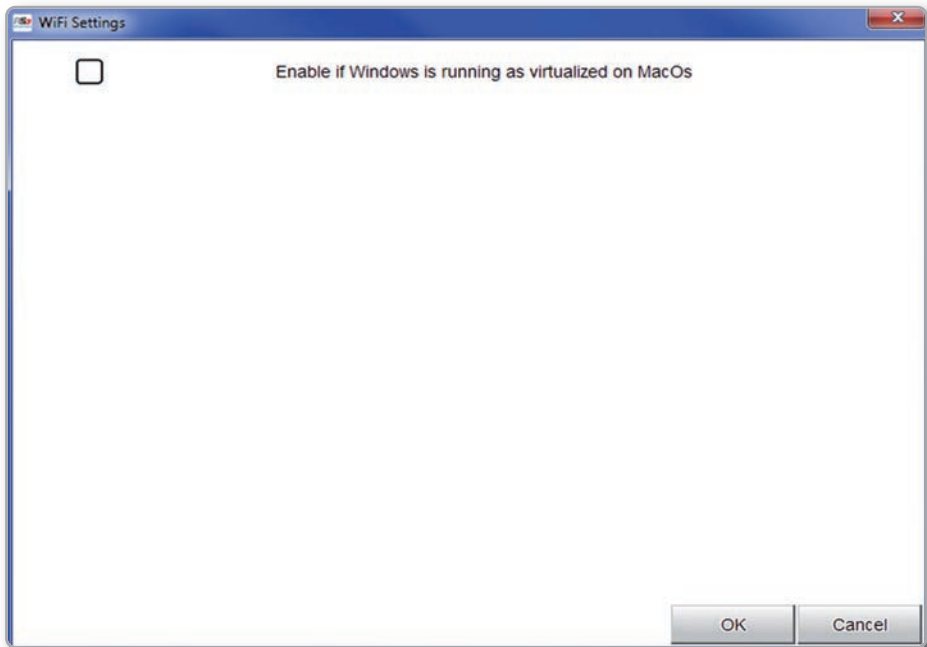 WiFi Settings
Enable if Windows is running as virtualized on MacOs
OK
Cancel